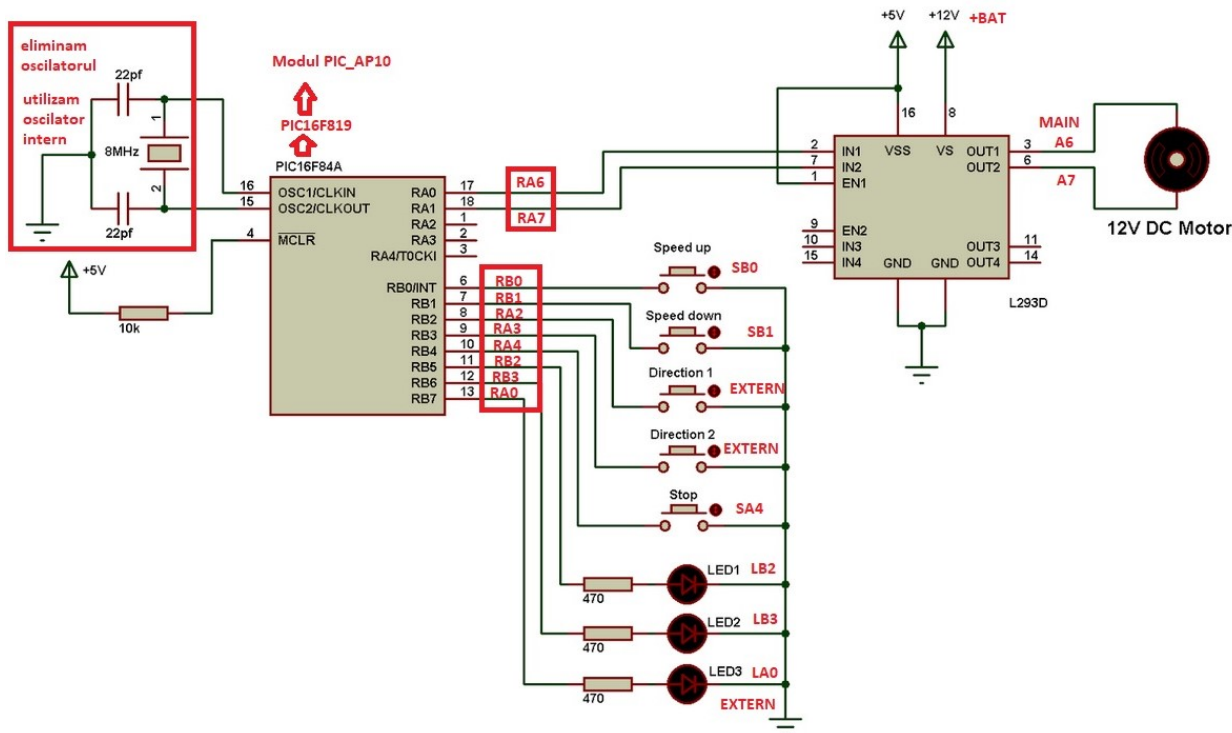 eliminam
oscilatorul
22pf
utilizam
oscilator
intern
1
8MHz
2
22pf
+5V
10k
Modul PIC_AP10
PIC16F819
PIC16F84A
16 OSC1/CLKIN
15 OSC2/CLKOUT
4 MCLR
RA0 17 RA6
RA1 18 RA7
RA2 1
RA3 2
RA4/T0CKI 3
RB0/INT 6 RB0
RB1 7 RB1
RB2 8 RA2
RB3 9 RA3
RB4 10 RA4
RB5 11 RB2
RB6 12 RB3
RB7 13 RA0
+5V +12V +BAT
16 8
2 IN1 VSS VS OUT1 3 MAIN A6
7 IN2 OUT2 6 A7
1 EN1
12V DC Motor
9 EN2
10 IN3 OUT3 11
15 IN4 GND GND OUT4 14
L293D
Speed up SB0
Speed down SB1
Direction 1 EXTERN
Direction 2 EXTERN
Stop SA4
470 LED1 LB2
470 LED2 LB3
470 LED3 LA0
EXTERN